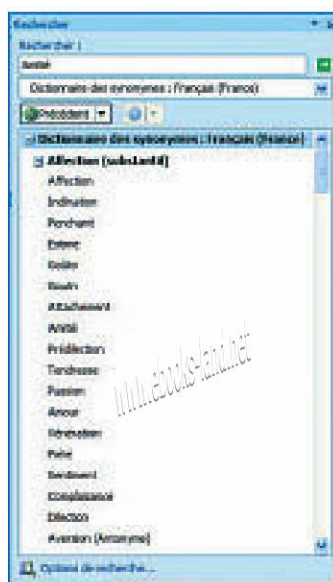 Rechercher
Rechercher :
Amitié
Dictionnaire des synonymes : Français (France)
Précédent
Dictionnaire des synonymes : Français (France)
Affection (substantif)
Affection
Inclination
Penchant
Estime
Goûts
Attachement
Amitié
Prédilection
Tendresse
Passion
Amour
Vénération
Piété
Sentiment
Complaisance
Dilection
Aversion (Antonyme)
Options de recherche...
www.ebooks-land.net